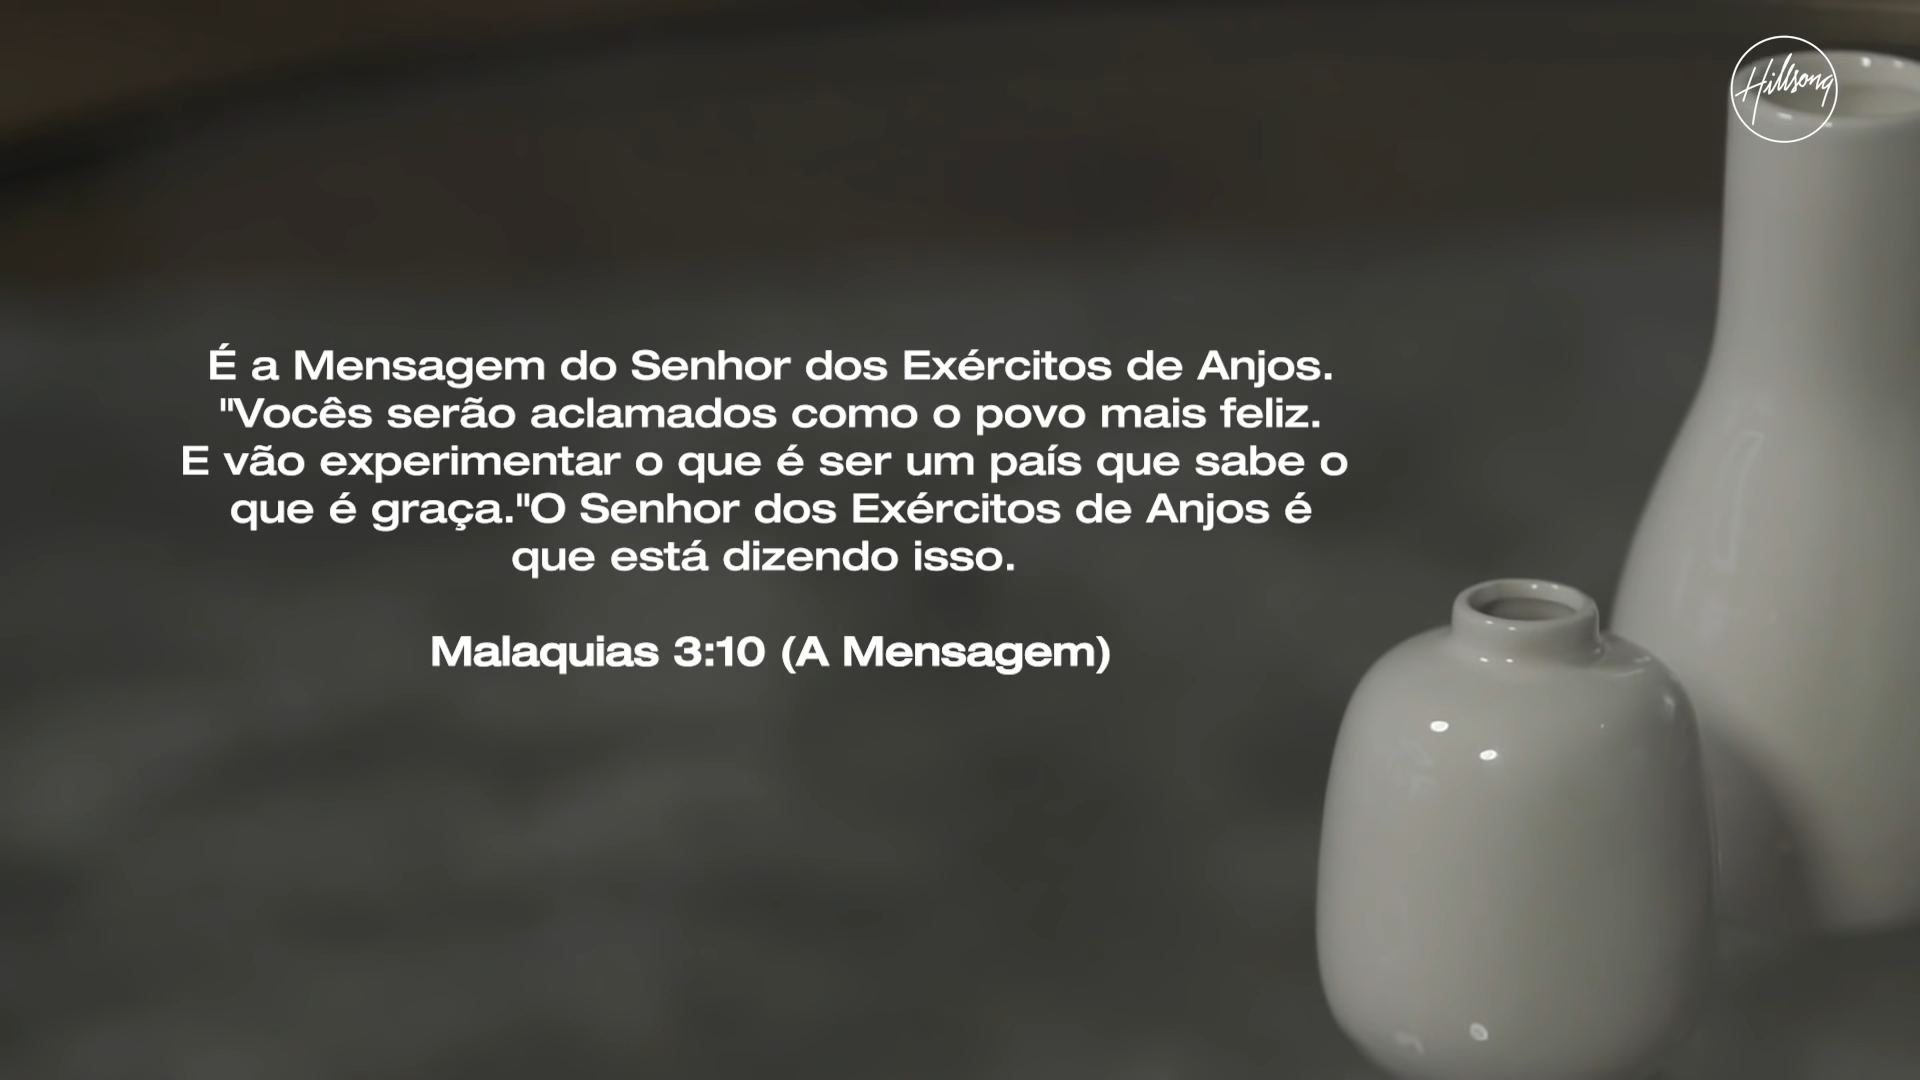 Hillsong
É a Mensagem do Senhor dos Exércitos de Anjos.
"Vocês serão aclamados como o povo mais feliz.
E vão experimentar o que é ser um país que sabe o
que é graça."O Senhor dos Exércitos de Anjos é
que está dizendo isso.
Malaquias 3:10 (A Mensagem)